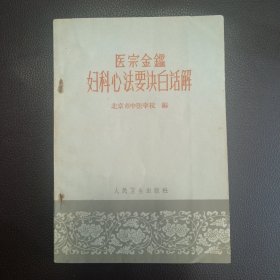 医宗金鑑
妇科心法要诀白话解
北京市中医学校 编
人民卫生出版社